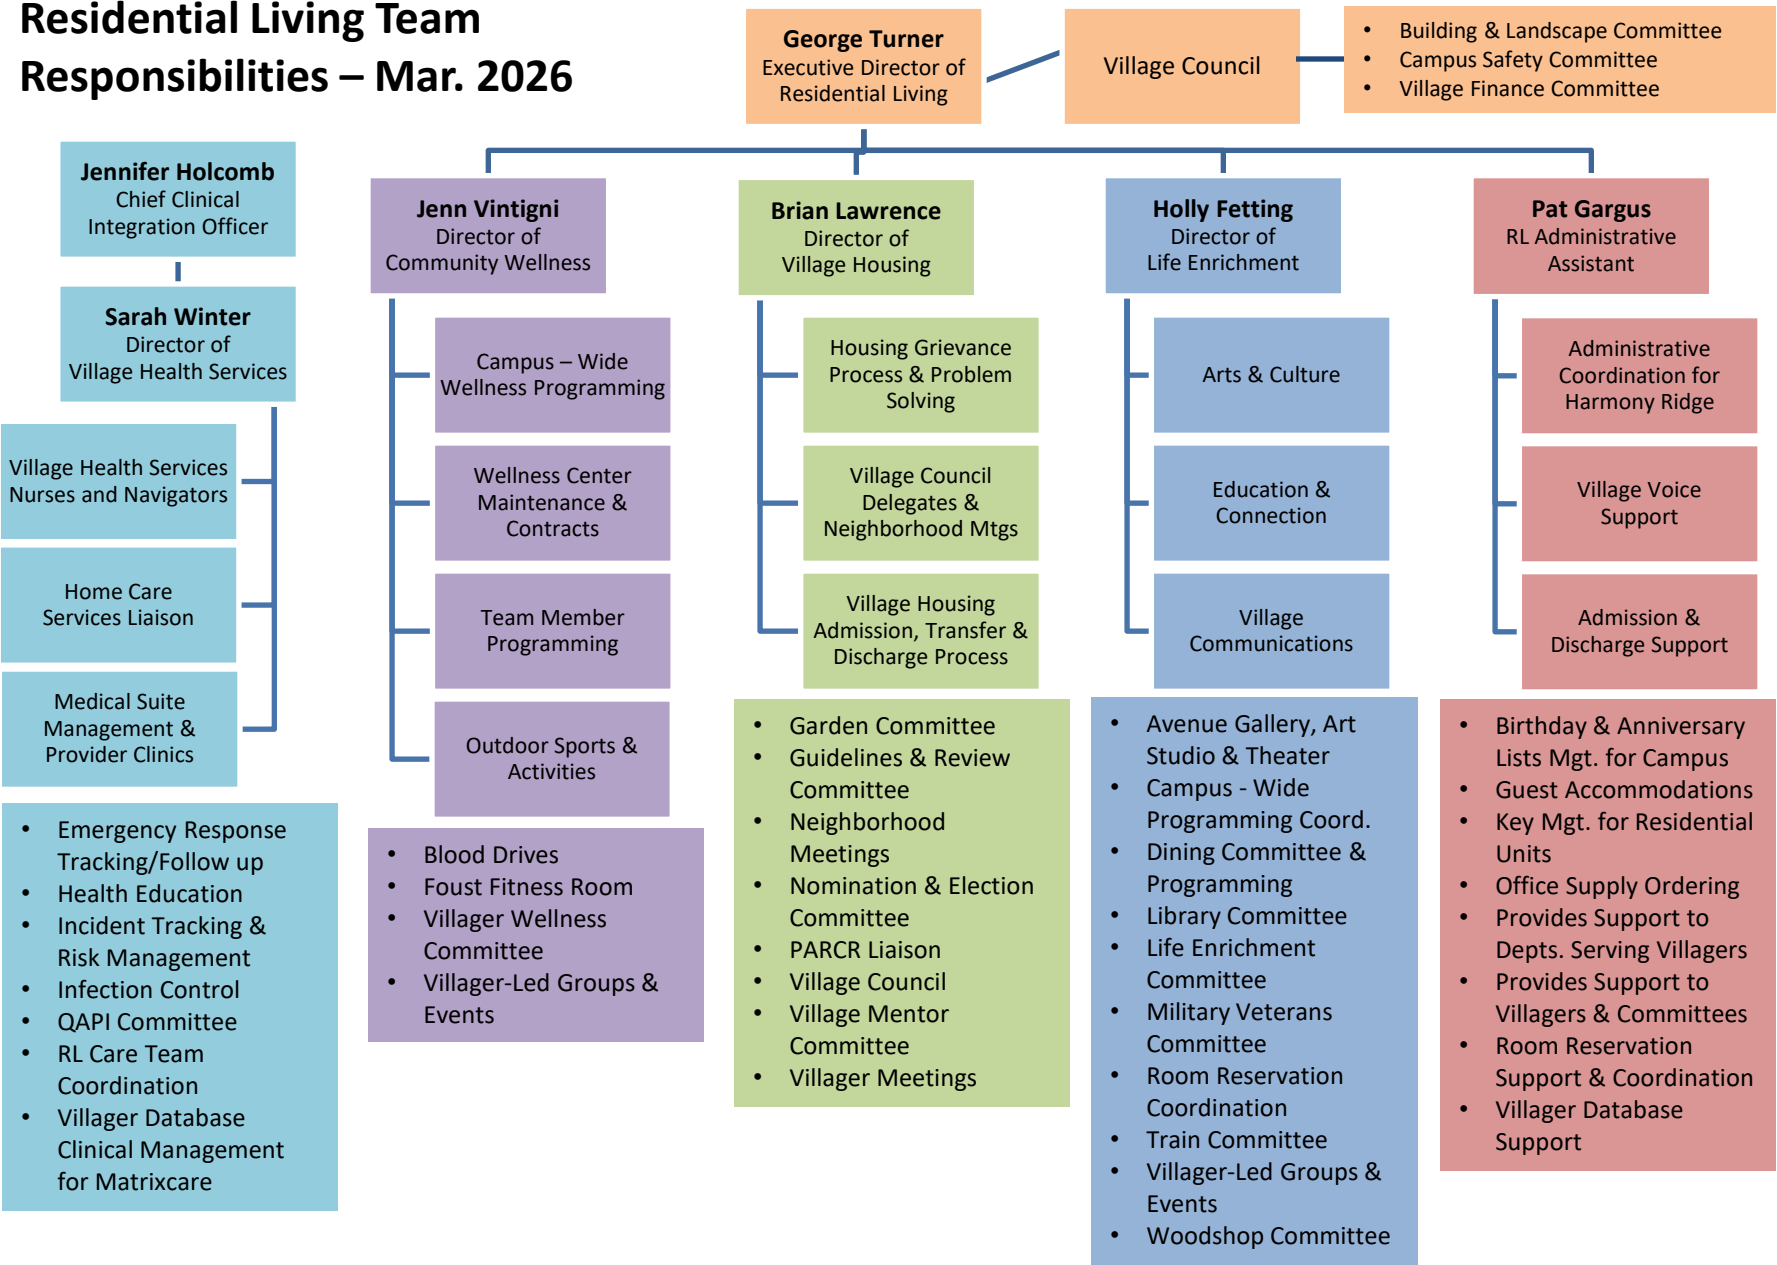 Residential Living Team
Responsibilities – Mar. 2026
George Turner
Executive Director of
Residential Living
Village Council
• Building & Landscape Committee
• Campus Safety Committee
• Village Finance Committee
Jennifer Holcomb
Chief Clinical
Integration Officer
Sarah Winter
Director of
Village Health Services
Village Health Services
Nurses and Navigators
Home Care
Services Liaison
Medical Suite
Management &
Provider Clinics
• Emergency Response
Tracking/Follow up
• Health Education
• Incident Tracking &
Risk Management
• Infection Control
• QAPI Committee
• RL Care Team
Coordination
• Villager Database
Clinical Management
for Matrixcare
Jenn Vintigni
Director of
Community Wellness
Campus – Wide
Wellness Programming
Wellness Center
Maintenance &
Contracts
Team Member
Programming
Outdoor Sports &
Activities
• Blood Drives
• Foust Fitness Room
• Villager Wellness
Committee
• Villager-Led Groups &
Events
Brian Lawrence
Director of
Village Housing
Housing Grievance
Process & Problem
Solving
Village Council
Delegates &
Neighborhood Mtgs
Village Housing
Admission, Transfer &
Discharge Process
• Garden Committee
• Guidelines & Review
Committee
• Neighborhood
Meetings
• Nomination & Election
Committee
• PARCR Liaison
• Village Council
• Village Mentor
Committee
• Villager Meetings
Holly Fetting
Director of
Life Enrichment
Arts & Culture
Education &
Connection
Village
Communications
• Avenue Gallery, Art
Studio & Theater
• Campus - Wide
Programming Coord.
• Dining Committee &
Programming
• Library Committee
• Life Enrichment
Committee
• Military Veterans
Committee
• Room Reservation
Coordination
• Train Committee
• Villager-Led Groups &
Events
• Woodshop Committee
Pat Gargus
RL Administrative
Assistant
Administrative
Coordination for
Harmony Ridge
Village Voice
Support
Admission &
Discharge Support
• Birthday & Anniversary
Lists Mgt. for Campus
• Guest Accommodations
• Key Mgt. for Residential
Units
• Office Supply Ordering
• Provides Support to
Depts. Serving Villagers
• Provides Support to
Villagers & Committees
• Room Reservation
Support & Coordination
• Villager Database
Support